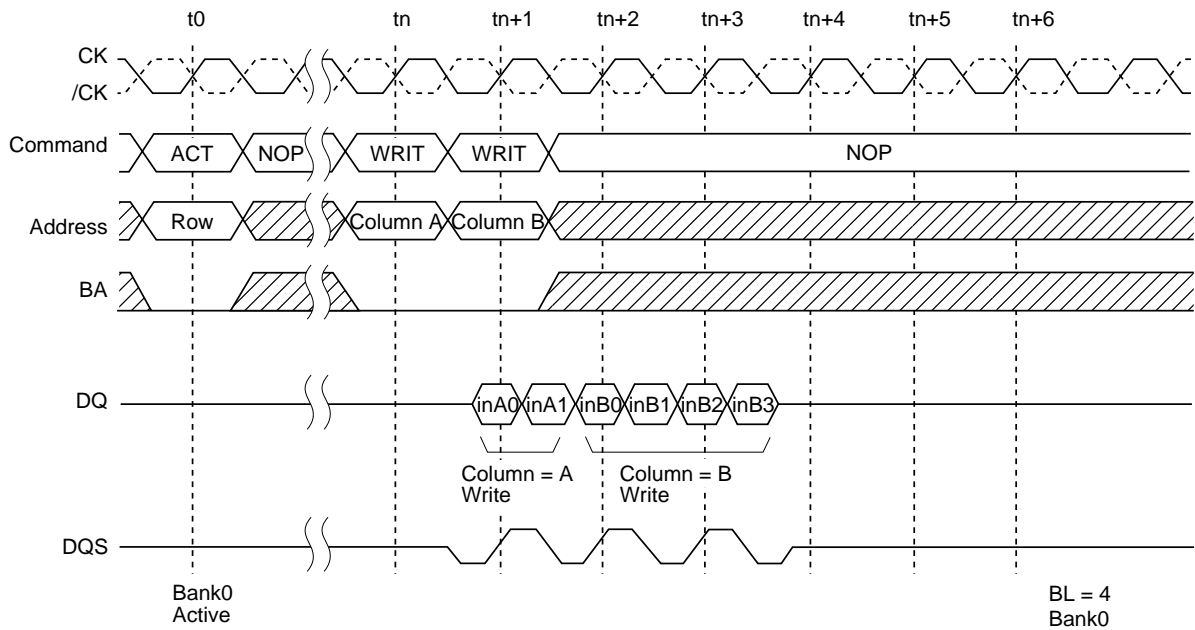 t0 tn tn+1 tn+2 tn+3 tn+4 tn+5 tn+6
CK
/CK
Command ACT NOP WRIT WRIT NOP
Address Row Column A Column B
BA
DQ inA0 inA1 inB0 inB1 inB2 inB3
Column = A Column = B
Write Write
DQS
Bank0 BL = 4
Active Bank0